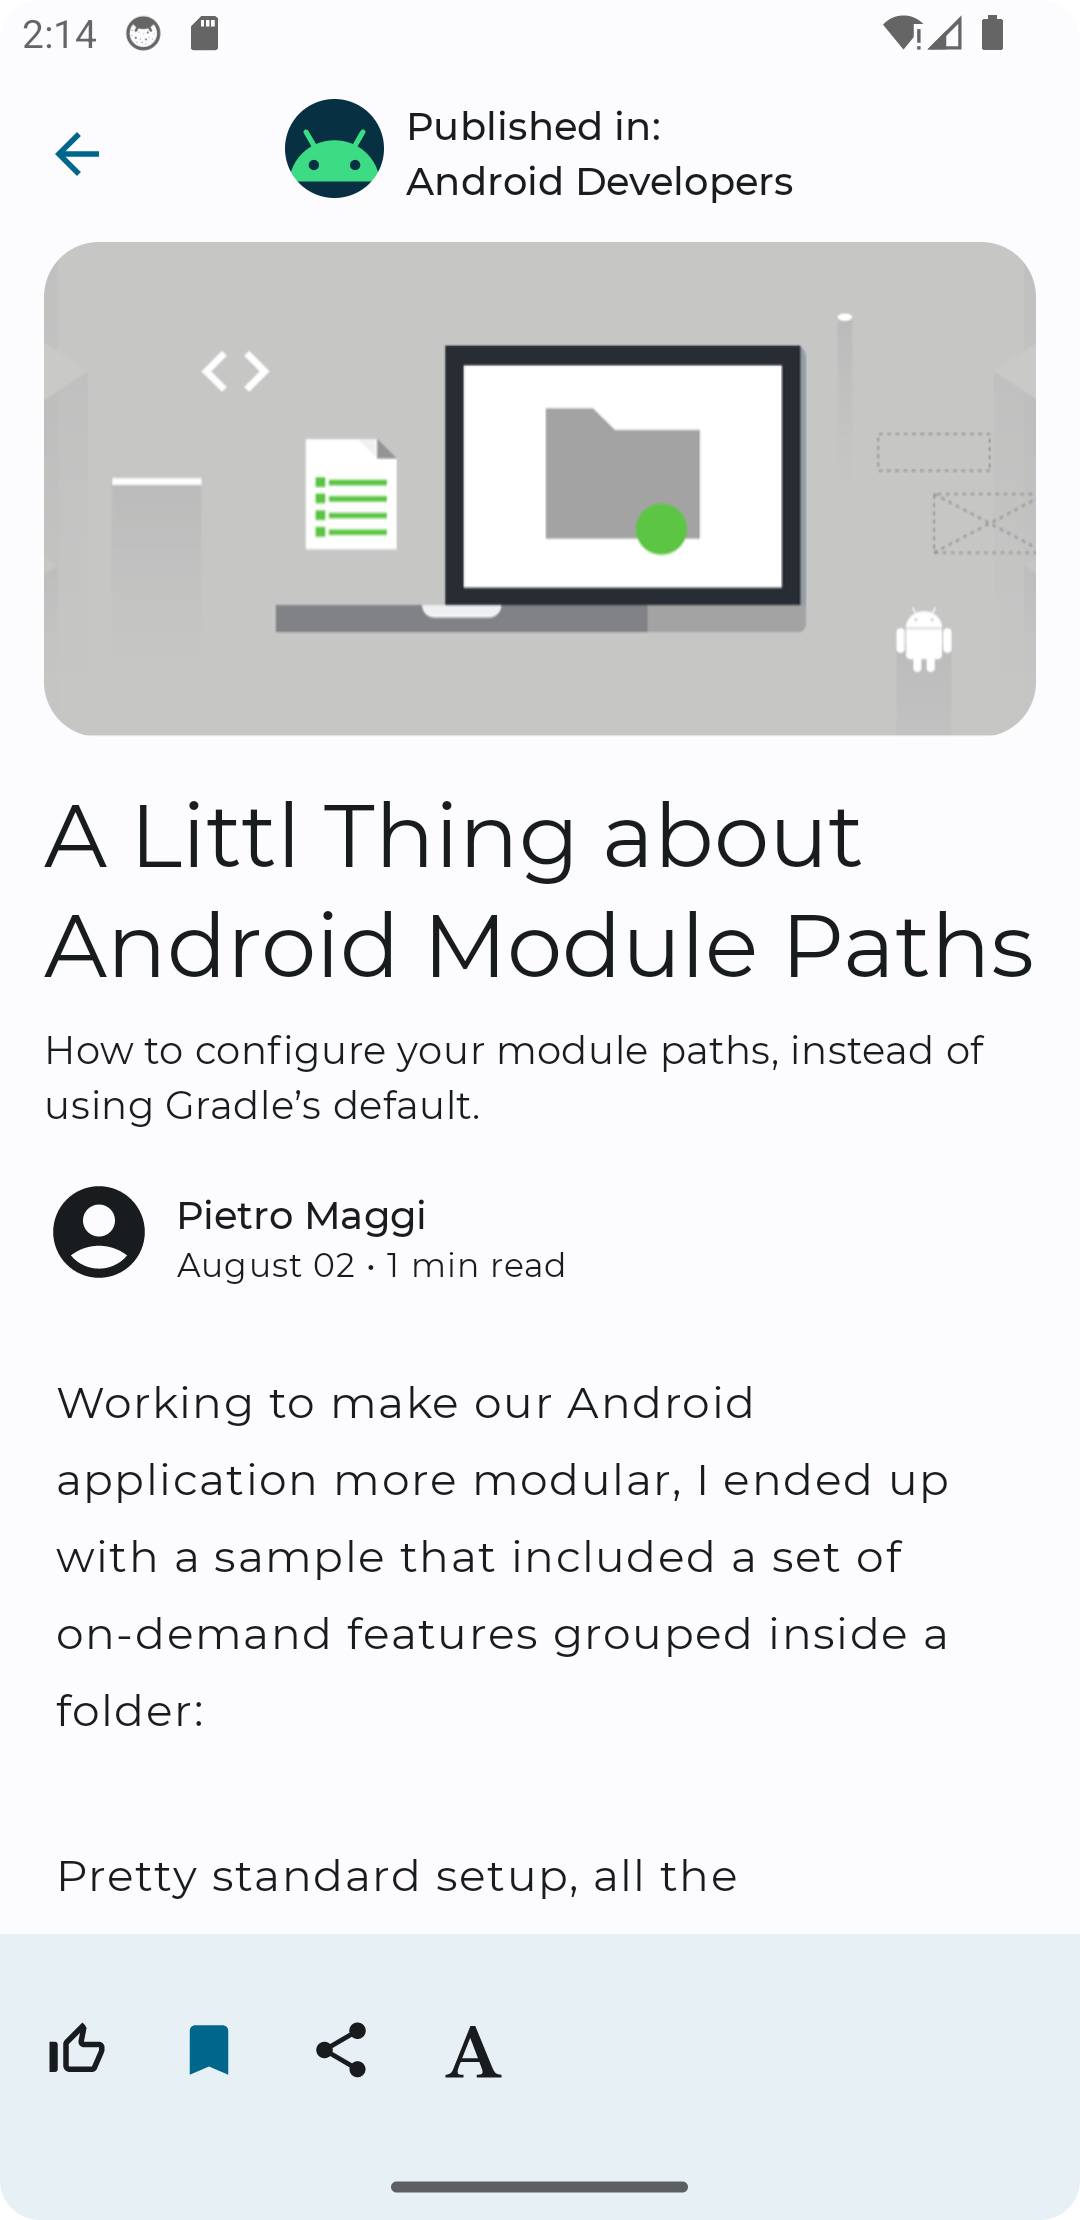 2:14
Published in:
Android Developers
A Littl Thing about
Android Module Paths
How to configure your module paths, instead of
using Gradle’s default.
Pietro Maggi
August 02 • 1 min read
Working to make our Android
application more modular, I ended up
with a sample that included a set of
on-demand features grouped inside a
folder:
Pretty standard setup, all the